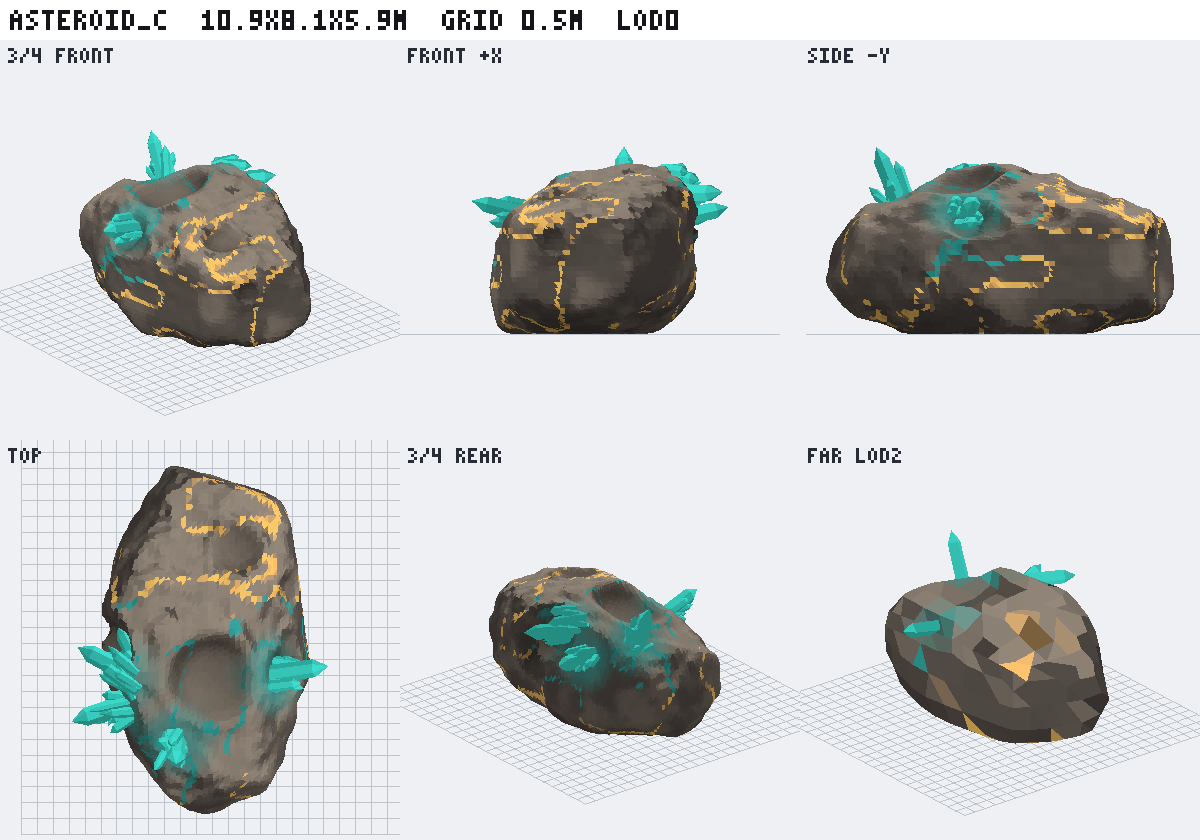 ASTEROID_C 10.9X8.1X5.9M GRID 0.5M LOD0
3/4 FRONT
FRONT +X
SIDE -Y
TOP
3/4 REAR
FAR LOD2